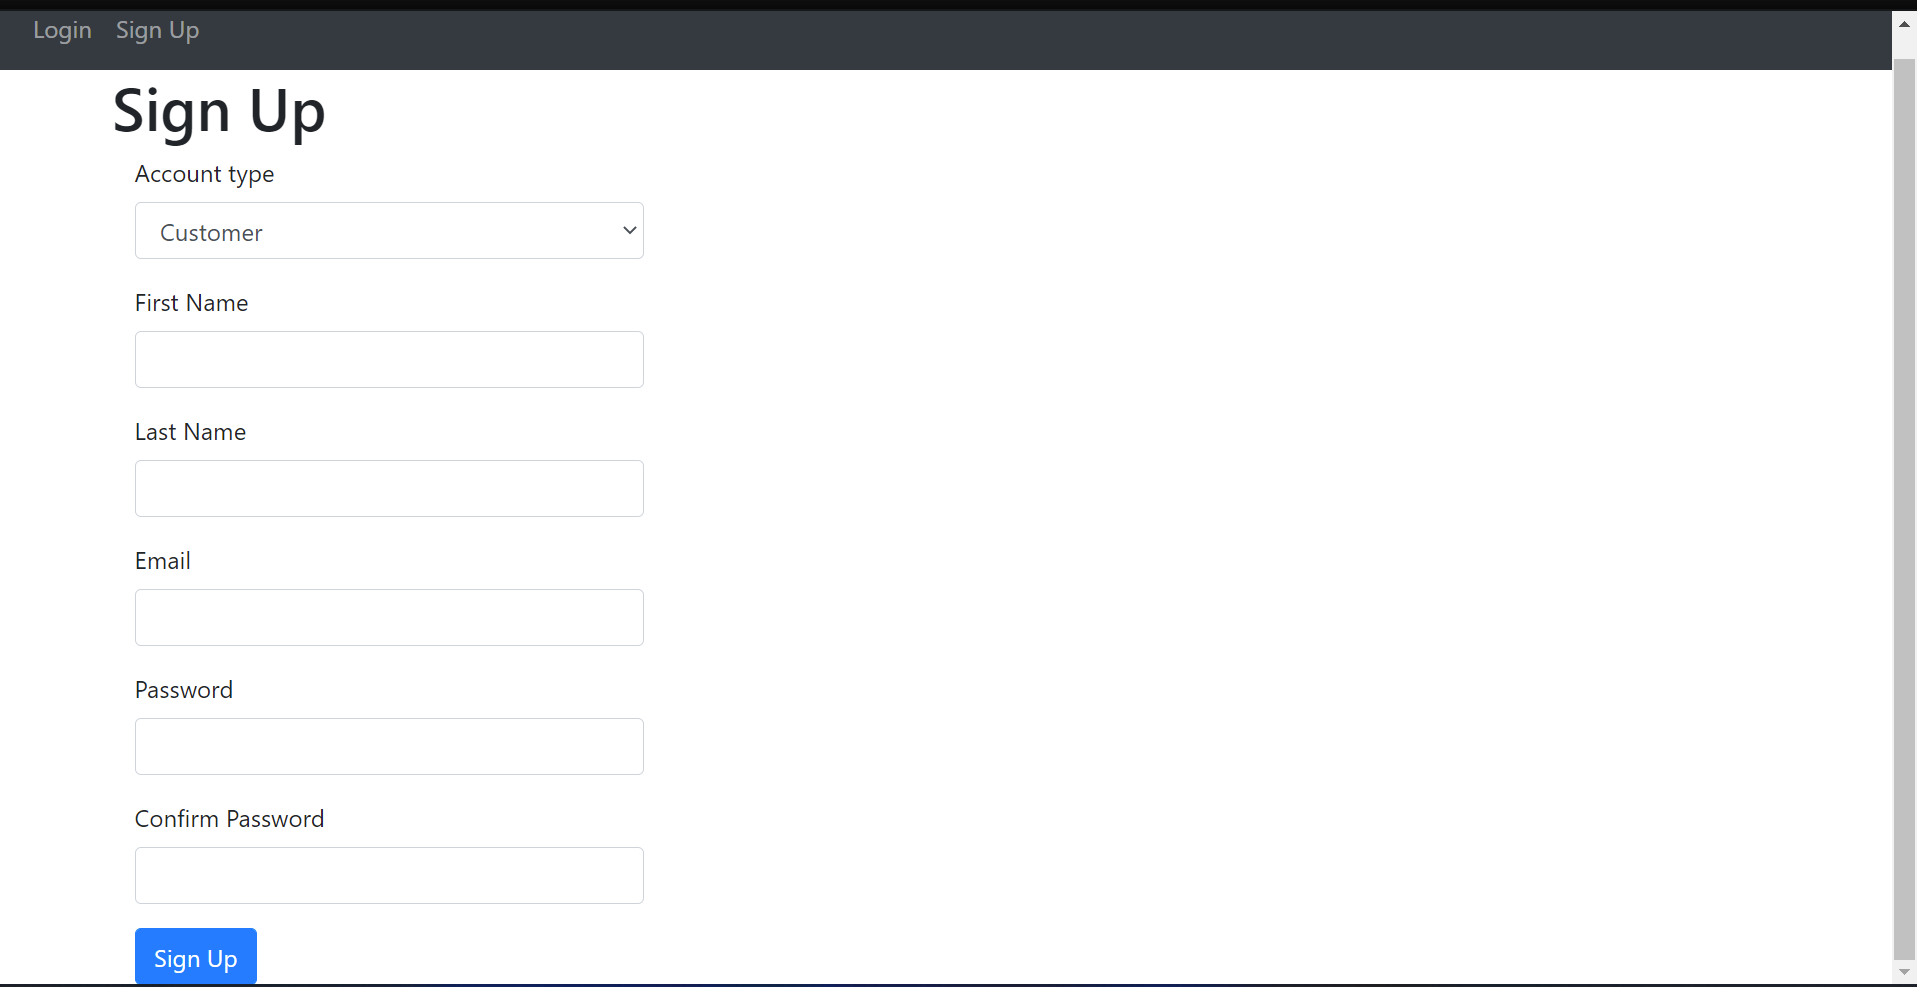 Login Sign Up
Sign Up
Account type
Customer
First Name
Last Name
Email
Password
Confirm Password
Sign Up